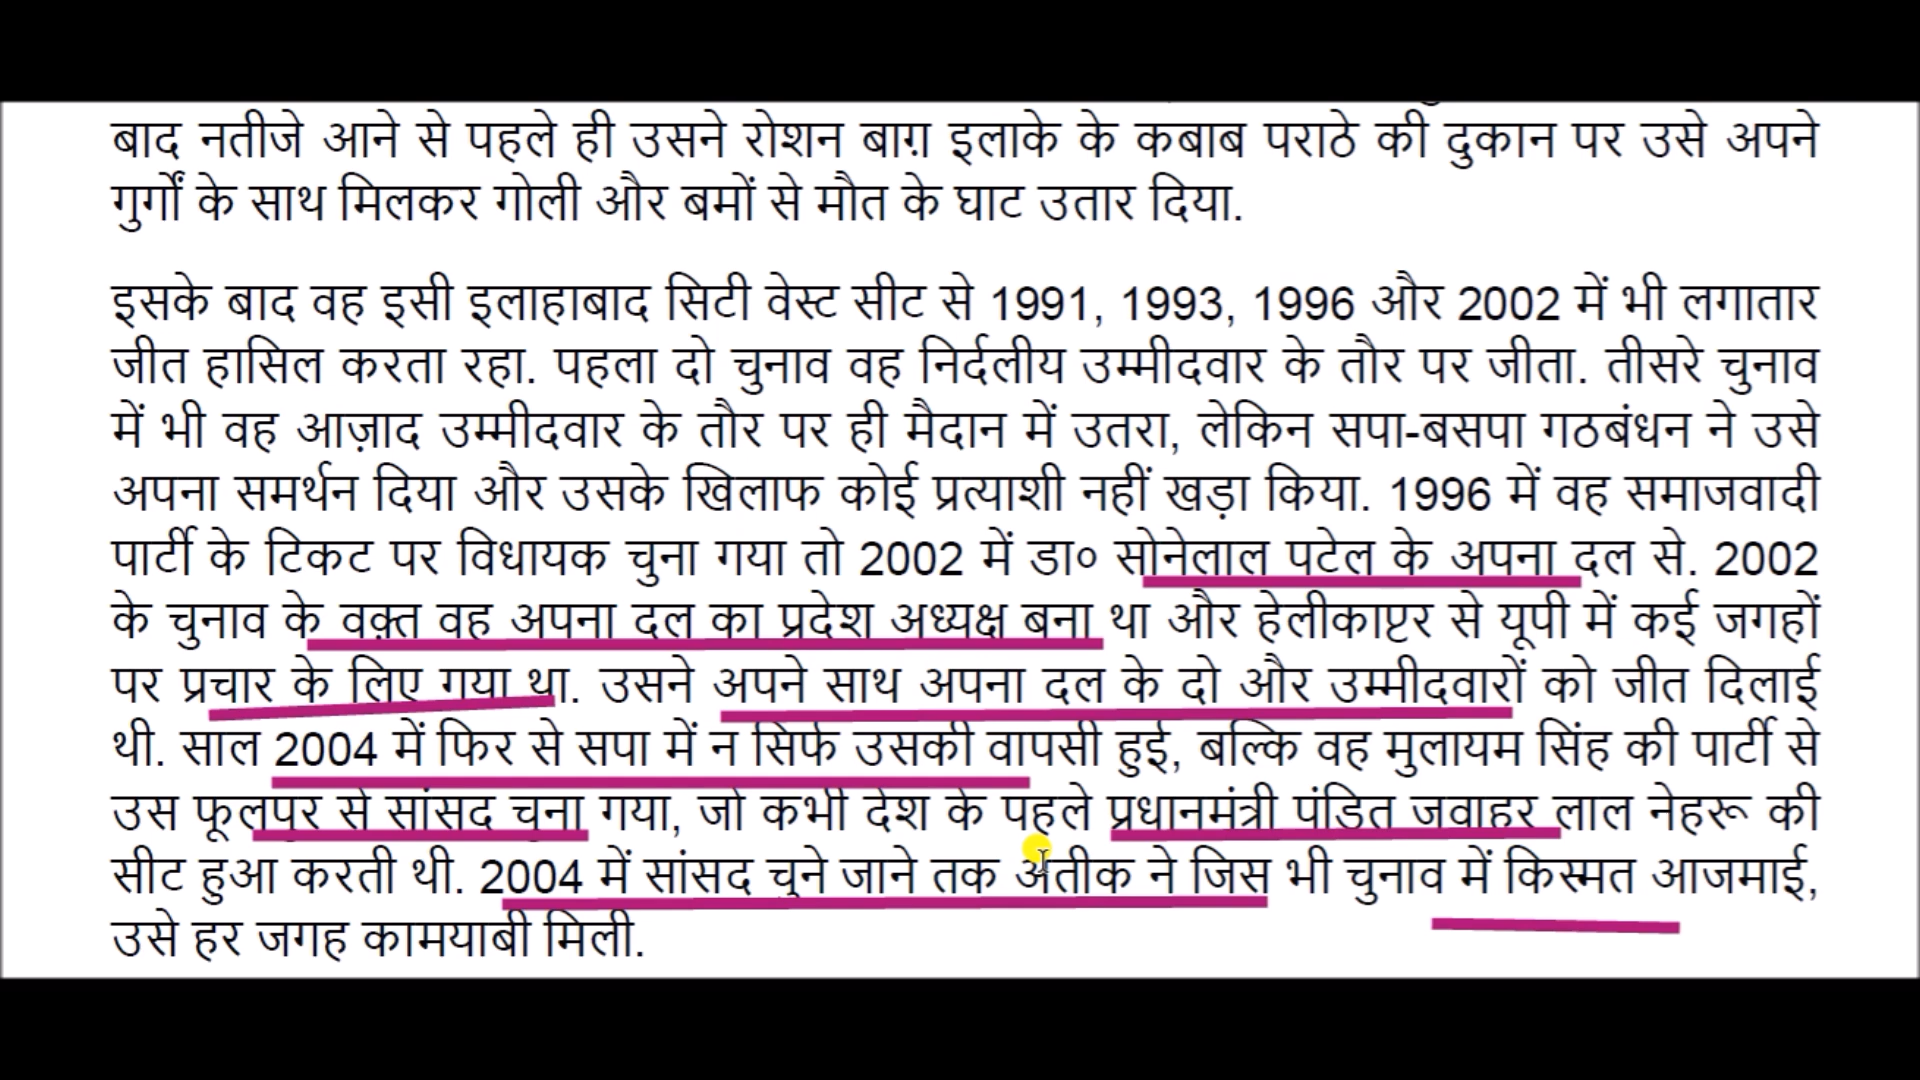 बाद नतीजे आने से पहले ही उसने रोशन बाग़ इलाके के कबाब पराठे की दुकान पर उसे अपने
गुर्गों के साथ मिलकर गोली और बमों से मौत के घाट उतार दिया.
इसके बाद वह इसी इलाहाबाद सिटी वेस्ट सीट से 1991, 1993, 1996 और 2002 में भी लगातार
जीत हासिल करता रहा. पहला दो चुनाव वह निर्दलीय उम्मीदवार के तौर पर जीता. तीसरे चुनाव
में भी वह आज़ाद उम्मीदवार के तौर पर ही मैदान में उतरा, लेकिन सपा-बसपा गठबंधन ने उसे
अपना समर्थन दिया और उसके खिलाफ कोई प्रत्याशी नहीं खड़ा किया. 1996 में वह समाजवादी
पार्टी के टिकट पर विधायक चुना गया तो 2002 में डा० सोनेलाल पटेल के अपना दल से. 2002
के चुनाव के वक़्त वह अपना दल का प्रदेश अध्यक्ष बना था और हेलीकाप्टर से यूपी में कई जगहों
पर प्रचार के लिए गया था. उसने अपने साथ अपना दल के दो और उम्मीदवारों को जीत दिलाई
थी. साल 2004 में फिर से सपा में न सिर्फ उसकी वापसी हुई, बल्कि वह मुलायम सिंह की पार्टी से
उस फूलपुर से सांसद चुना गया, जो कभी देश के पहले प्रधानमंत्री पंडित जवाहर लाल नेहरू की
सीट हुआ करती थी. 2004 में सांसद चुने जाने तक अतीक ने जिस भी चुनाव में किस्मत आजमाई,
उसे हर जगह कामयाबी मिली.